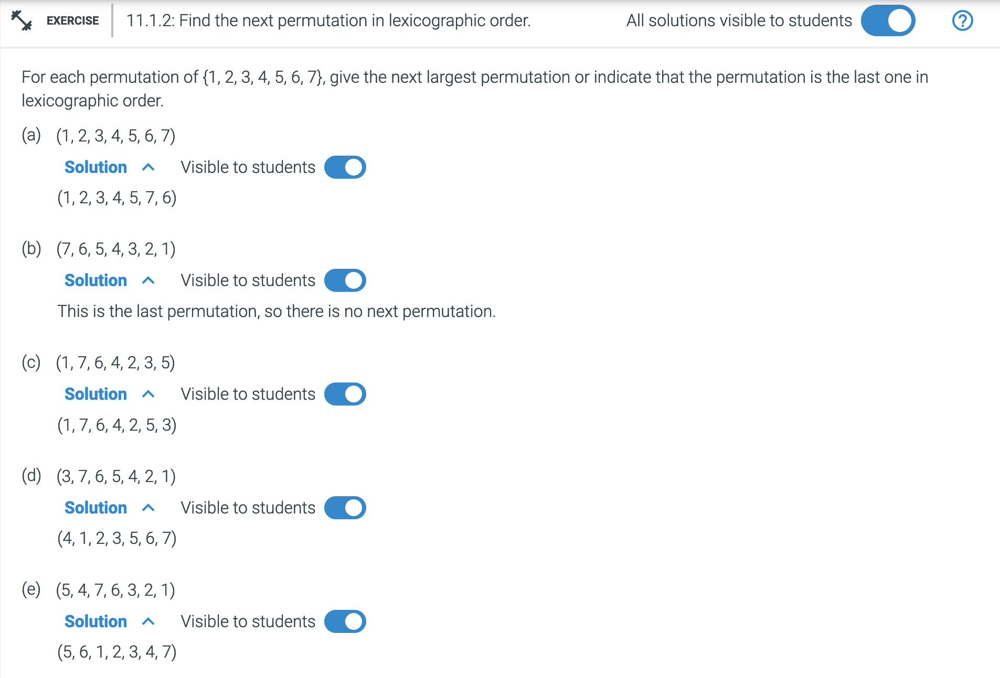 EXERCISE 11.1.2: Find the next permutation in lexicographic order. All solutions visible to students ?
For each permutation of {1, 2, 3, 4, 5, 6, 7}, give the next largest permutation or indicate that the permutation is the last one in
lexicographic order.
(a) (1, 2, 3, 4, 5, 6, 7)
Solution Visible to students
(1, 2, 3, 4, 5, 7, 6)
(b) (7, 6, 5, 4, 3, 2, 1)
Solution Visible to students
This is the last permutation, so there is no next permutation.
(c) (1, 7, 6, 4, 2, 3, 5)
Solution Visible to students
(1, 7, 6, 4, 2, 5, 3)
(d) (3, 7, 6, 5, 4, 2, 1)
Solution Visible to students
(4, 1, 2, 3, 5, 6, 7)
(e) (5, 4, 7, 6, 3, 2, 1)
Solution Visible to students
(5, 6, 1, 2, 3, 4, 7)